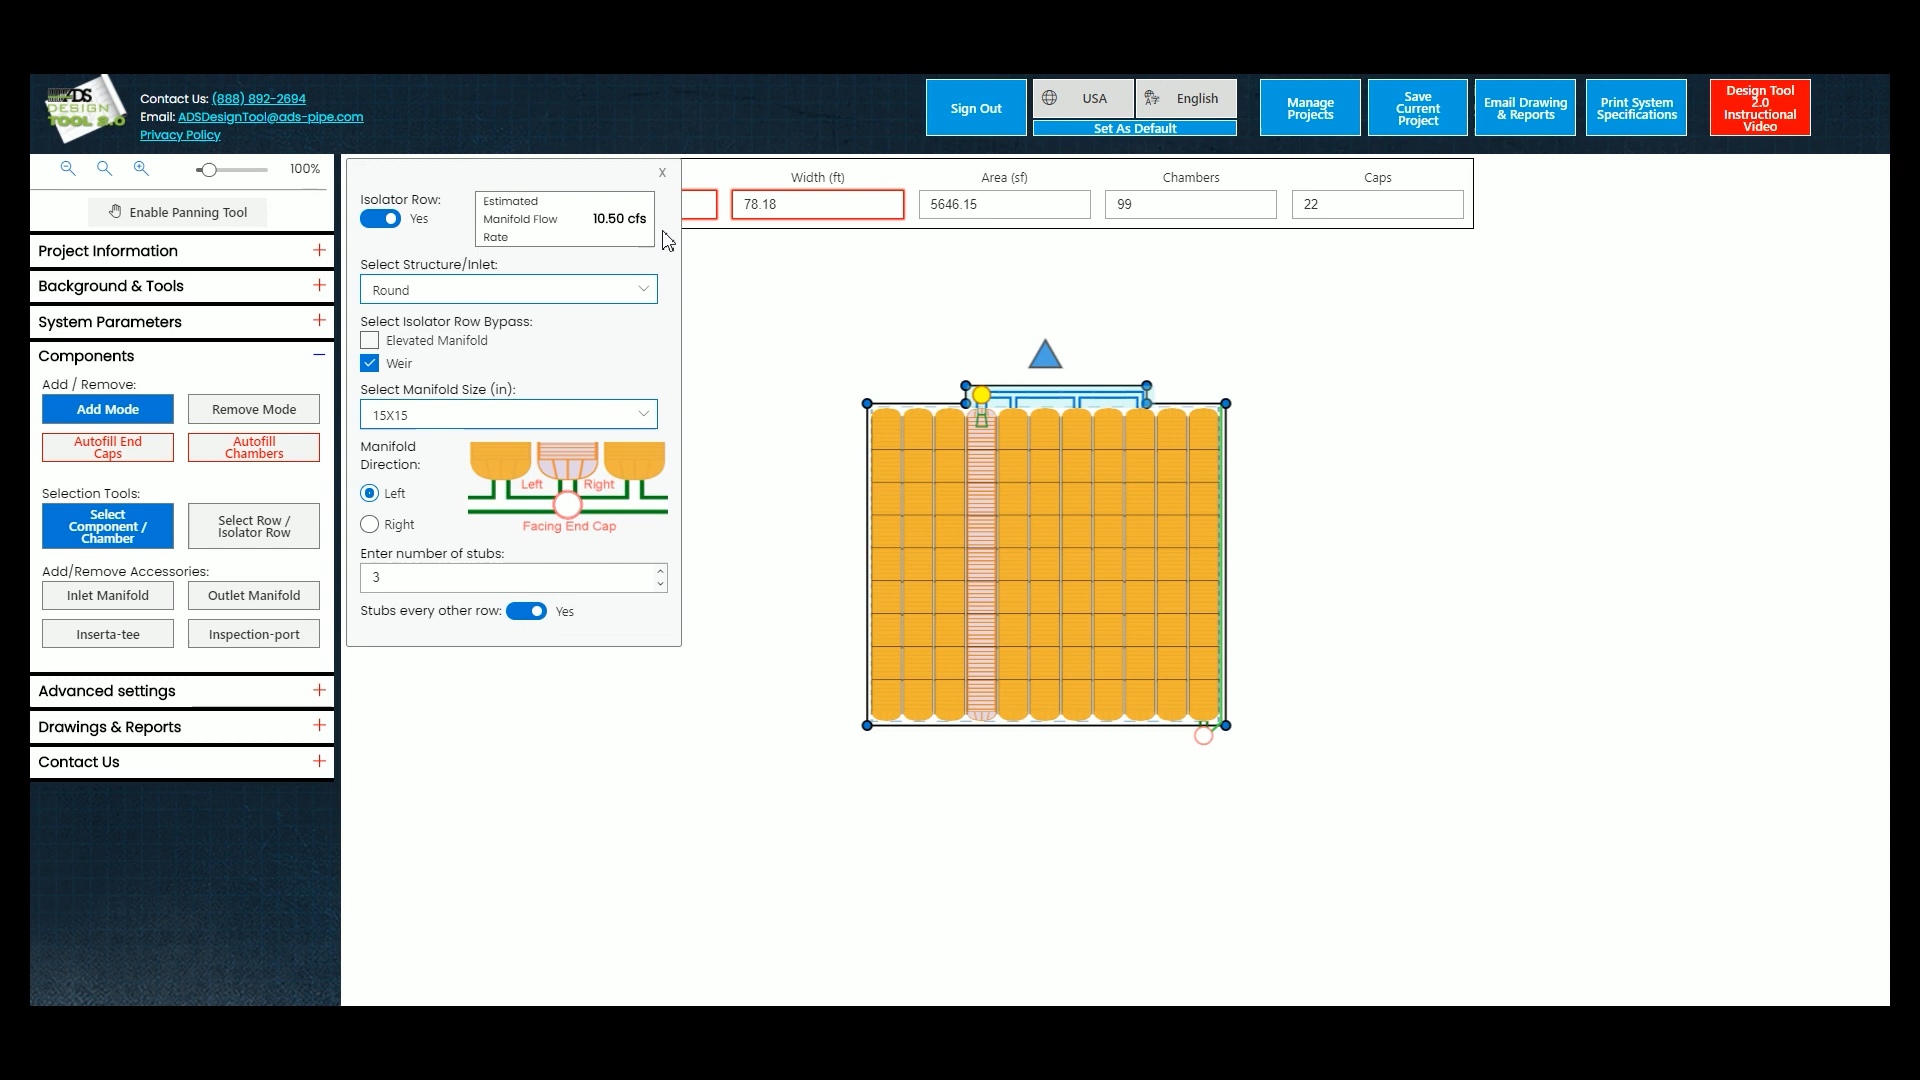 ADS
DESIGN
TOOL 2.0
Contact Us: (888) 892-2694
Email: ADSDesignTool@ads-pipe.com
Privacy Policy
Sign Out
USA
English
Set As Default
Manage
Projects
Save
Current
Project
Email Drawing
& Reports
Print System
Specifications
Design Tool
2.0
Instructional
Video
100%
Enable Panning Tool
Project Information
Background & Tools
System Parameters
Components
Add / Remove:
Add Mode
Remove Mode
Autofill End
Caps
Autofill
Chambers
Selection Tools:
Select
Component /
Chamber
Select Row /
Isolator Row
Add/Remove Accessories:
Inlet Manifold
Outlet Manifold
Inserta-tee
Inspection-port
Advanced settings
Drawings & Reports
Contact Us
X
Isolator Row:
Yes
Estimated
Manifold Flow
Rate
10.50 cfs
Select Structure/Inlet:
Round
Select Isolator Row Bypass:
Elevated Manifold
Weir
Select Manifold Size (in):
15X15
Manifold
Direction:
Left
Right
Left
Right
Facing End Cap
Enter number of stubs:
3
Stubs every other row:
Yes
Width (ft)
Area (sf)
Chambers
Caps
78.18
5646.15
99
22